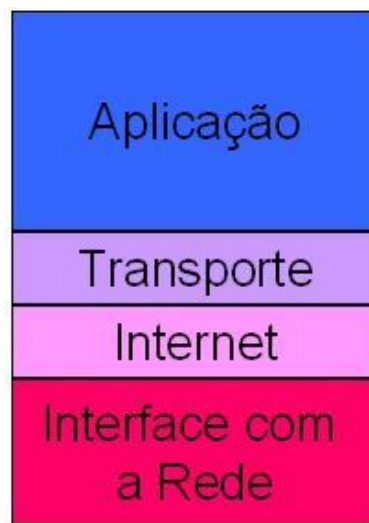 Aplicação
Transporte
Internet
Interface com
a Rede